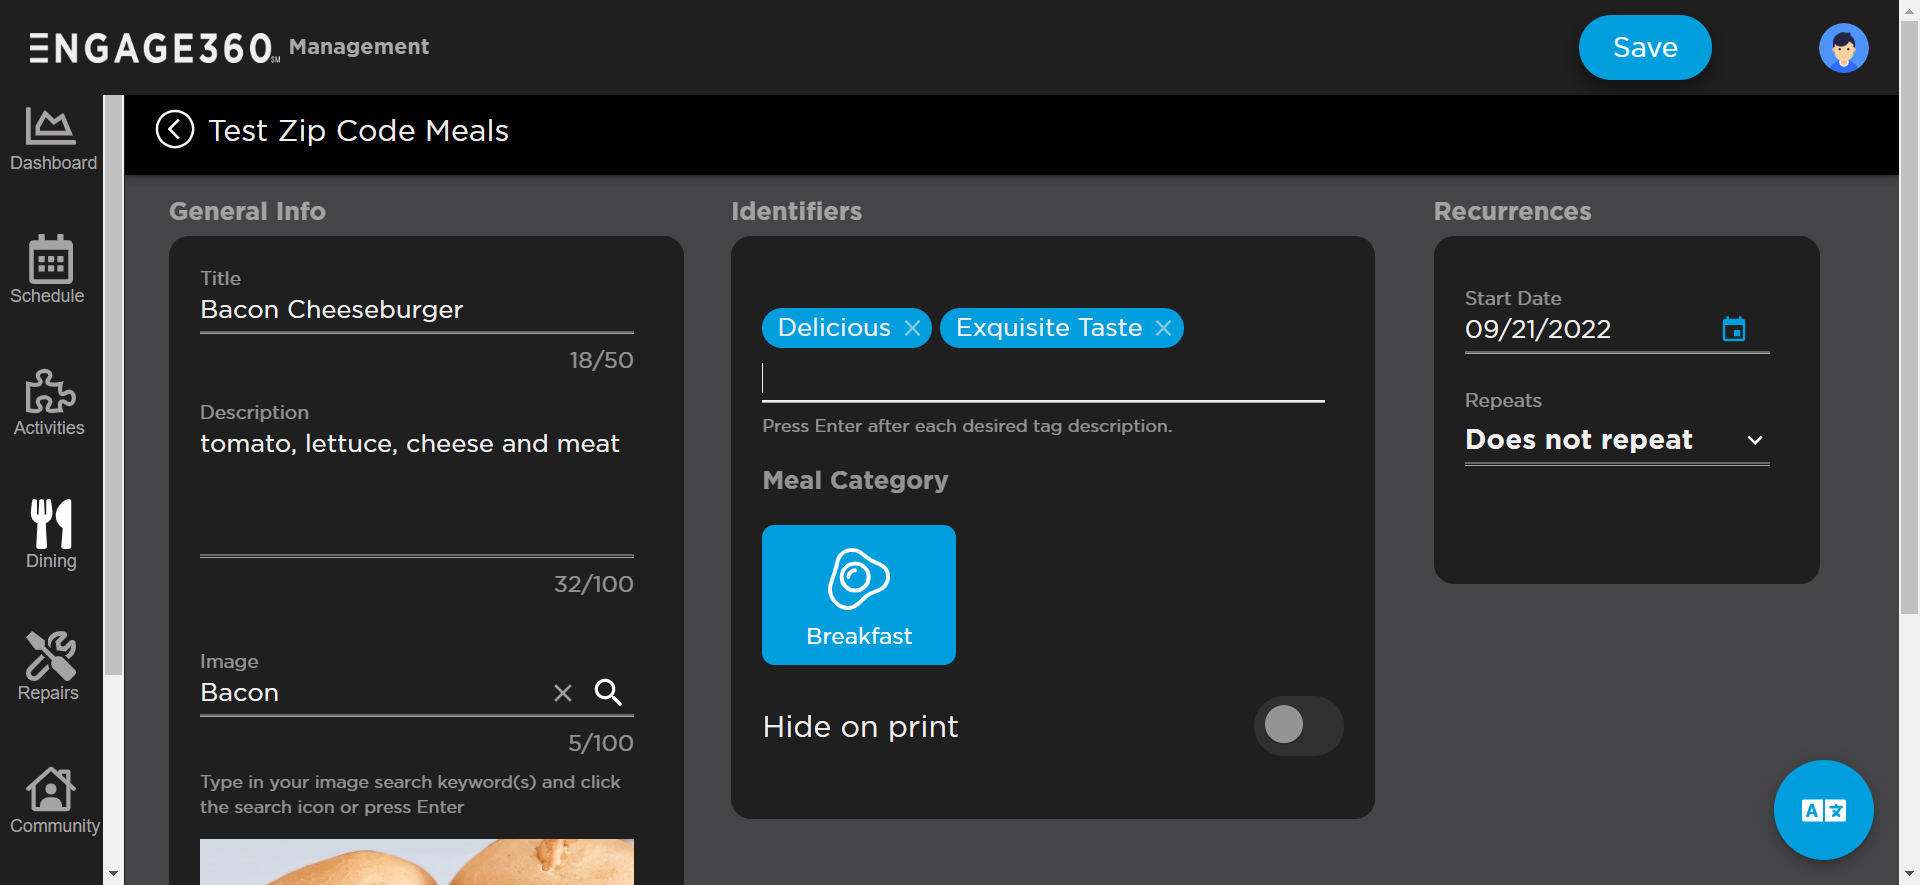 ENGAGE360 SM Management
Save
Dashboard
Schedule
Activities
Dining
Repairs
Community
Test Zip Code Meals
General Info
Title
Bacon Cheeseburger
18/50
Description
tomato, lettuce, cheese and meat
32/100
Image
Bacon
5/100
Type in your image search keyword(s) and click
the search icon or press Enter
Identifiers
Delicious Exquisite Taste
Press Enter after each desired tag description.
Meal Category
Breakfast
Hide on print
Recurrences
Start Date
09/21/2022
Repeats
Does not repeat
A 文